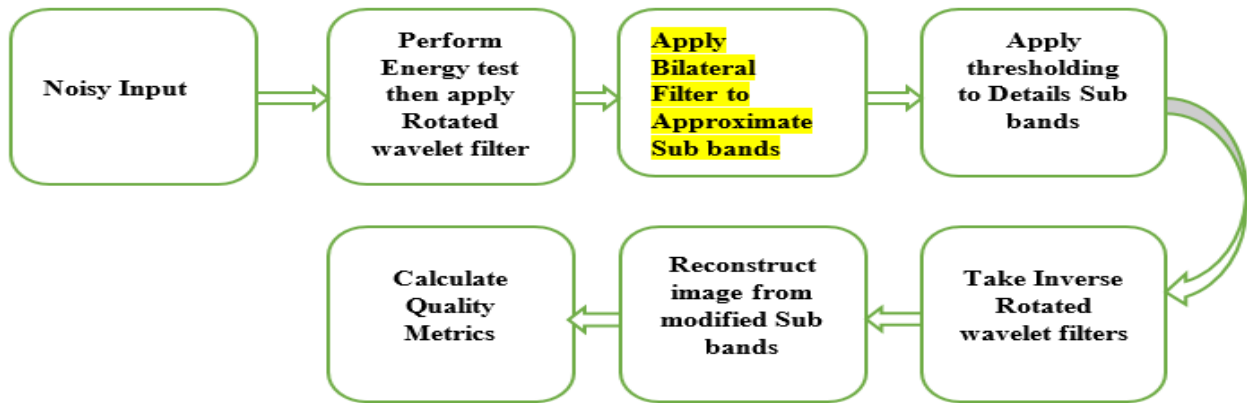 Noisy Input
Perform
Energy test
then apply
Rotated
wavelet filter
Apply
Bilateral
Filter to
Approximate
Sub bands
Apply
thresholding
to Details Sub
bands
Take Inverse
Rotated
wavelet filters
Reconstruct
image from
modified Sub
bands
Calculate
Quality
Metrics